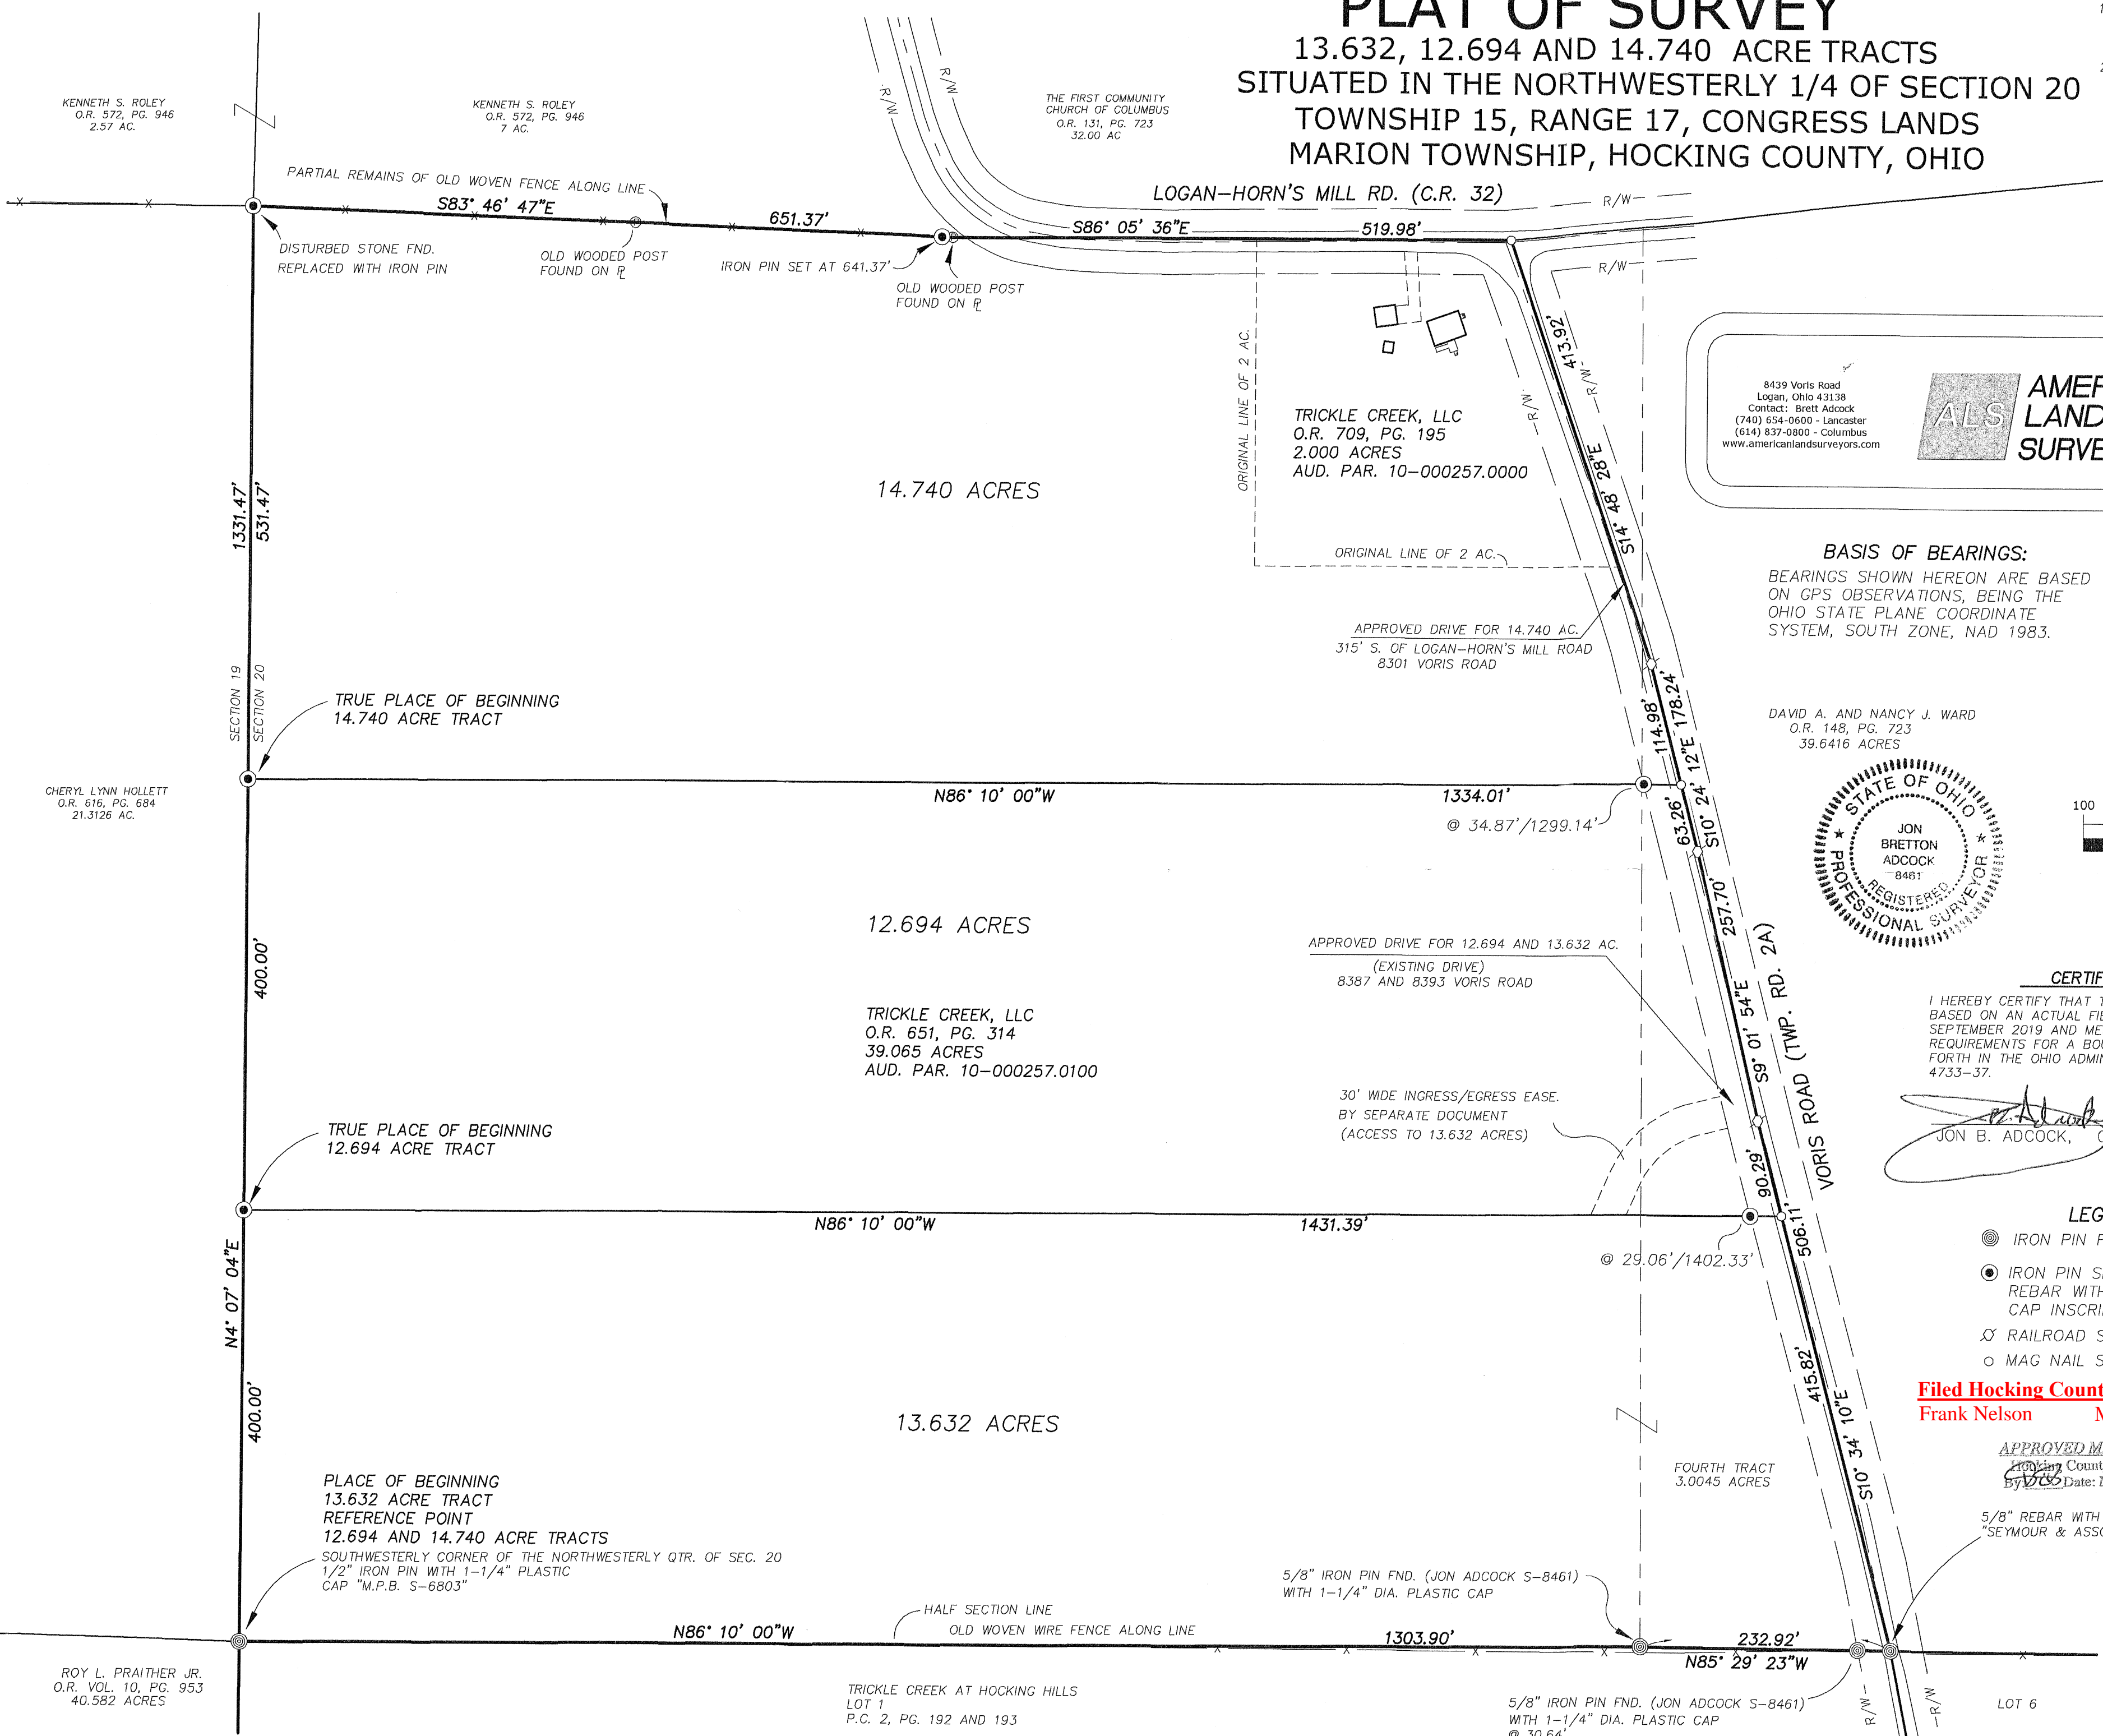 PLAT OF SURVEY
13.632, 12.694 AND 14.740 ACRE TRACTS
SITUATED IN THE NORTHWESTERLY 1/4 OF SECTION 20
TOWNSHIP 15, RANGE 17, CONGRESS LANDS
MARION TOWNSHIP, HOCKING COUNTY, OHIO
KENNETH S. ROLEY
O.R. 572, PG. 946
2.57 AC.
KENNETH S. ROLEY
O.R. 572, PG. 946
7 AC.
THE FIRST COMMUNITY
CHURCH OF COLUMBUS
O.R. 131, PG. 723
32.00 AC
R/W
R/W
PARTIAL REMAINS OF OLD WOVEN FENCE ALONG LINE
S83° 46' 47"E
651.37'
LOGAN-HORN'S MILL RD. (C.R. 32)
R/W
S86° 05' 36"E
519.98'
R/W
DISTURBED STONE FND.
REPLACED WITH IRON PIN
OLD WOODED POST
FOUND ON PL
IRON PIN SET AT 641.37'
OLD WOODED POST
FOUND ON PL
ORIGINAL LINE OF 2 AC.
413.92'
R/W
R/W
S14° 48' 28"E
TRICKLE CREEK, LLC
O.R. 709, PG. 195
2.000 ACRES
AUD. PAR. 10-000257.0000
8439 Voris Road
Logan, Ohio 43138
Contact: Brett Adcock
(740) 654-0600 - Lancaster
(614) 837-0800 - Columbus
www.americanlandsurveyors.com
ALS
AMER
LAND
SURVE
14.740 ACRES
1331.47'
531.47'
ORIGINAL LINE OF 2 AC.
BASIS OF BEARINGS:
BEARINGS SHOWN HEREON ARE BASED
ON GPS OBSERVATIONS, BEING THE
OHIO STATE PLANE COORDINATE
SYSTEM, SOUTH ZONE, NAD 1983.
APPROVED DRIVE FOR 14.740 AC.
315' S. OF LOGAN-HORN'S MILL ROAD
8301 VORIS ROAD
SECTION 19
SECTION 20
TRUE PLACE OF BEGINNING
14.740 ACRE TRACT
114.98'
178.24'
S10° 24' 12"E
63.26'
DAVID A. AND NANCY J. WARD
O.R. 148, PG. 723
39.6416 ACRES
CHERYL LYNN HOLLETT
O.R. 616, PG. 684
21.3126 AC.
N86° 10' 00"W
1334.01'
@ 34.87'/1299.14'
STATE OF OHIO
JON
BRETTON
ADCOCK
8461
REGISTERED
PROFESSIONAL SURVEYOR
100
12.694 ACRES
400.00'
257.70'
S9° 01' 54"E
VORIS ROAD (TWP. RD. 2A)
APPROVED DRIVE FOR 12.694 AND 13.632 AC.
(EXISTING DRIVE)
8387 AND 8393 VORIS ROAD
CERTIF
I HEREBY CERTIFY THAT T
BASED ON AN ACTUAL FIE
SEPTEMBER 2019 AND ME
REQUIREMENTS FOR A BOU
FORTH IN THE OHIO ADMIN
4733-37.
JON B. ADCOCK,
TRICKLE CREEK, LLC
O.R. 651, PG. 314
39.065 ACRES
AUD. PAR. 10-000257.0100
30' WIDE INGRESS/EGRESS EASE.
BY SEPARATE DOCUMENT
(ACCESS TO 13.632 ACRES)
TRUE PLACE OF BEGINNING
12.694 ACRE TRACT
90.29'
N86° 10' 00"W
1431.39'
@ 29.06'/1402.33'
506.11'
LEG
IRON PIN F
IRON PIN S
REBAR WITH
CAP INSCRI
RAILROAD S
MAG NAIL S
N4° 07' 04"E
400.00'
415.82'
S10° 34' 10"E
Filed Hocking Count
Frank Nelson M
APPROVED M
Hocking Count
By Date:
13.632 ACRES
FOURTH TRACT
3.0045 ACRES
5/8" REBAR WITH
"SEYMOUR & ASSO
PLACE OF BEGINNING
13.632 ACRE TRACT
REFERENCE POINT
12.694 AND 14.740 ACRE TRACTS
SOUTHWESTERLY CORNER OF THE NORTHWESTERLY QTR. OF SEC. 20
1/2" IRON PIN WITH 1-1/4" PLASTIC
CAP "M.P.B. S-6803"
5/8" IRON PIN FND. (JON ADCOCK S-8461)
WITH 1-1/4" DIA. PLASTIC CAP
HALF SECTION LINE
OLD WOVEN WIRE FENCE ALONG LINE
N86° 10' 00"W
1303.90'
232.92'
N85° 29' 23"W
ROY L. PRAITHER JR.
O.R. VOL. 10, PG. 953
40.582 ACRES
TRICKLE CREEK AT HOCKING HILLS
LOT 1
P.C. 2, PG. 192 AND 193
5/8" IRON PIN FND. (JON ADCOCK S-8461)
WITH 1-1/4" DIA. PLASTIC CAP
@ 30.64'
R/W
R/W
LOT 6